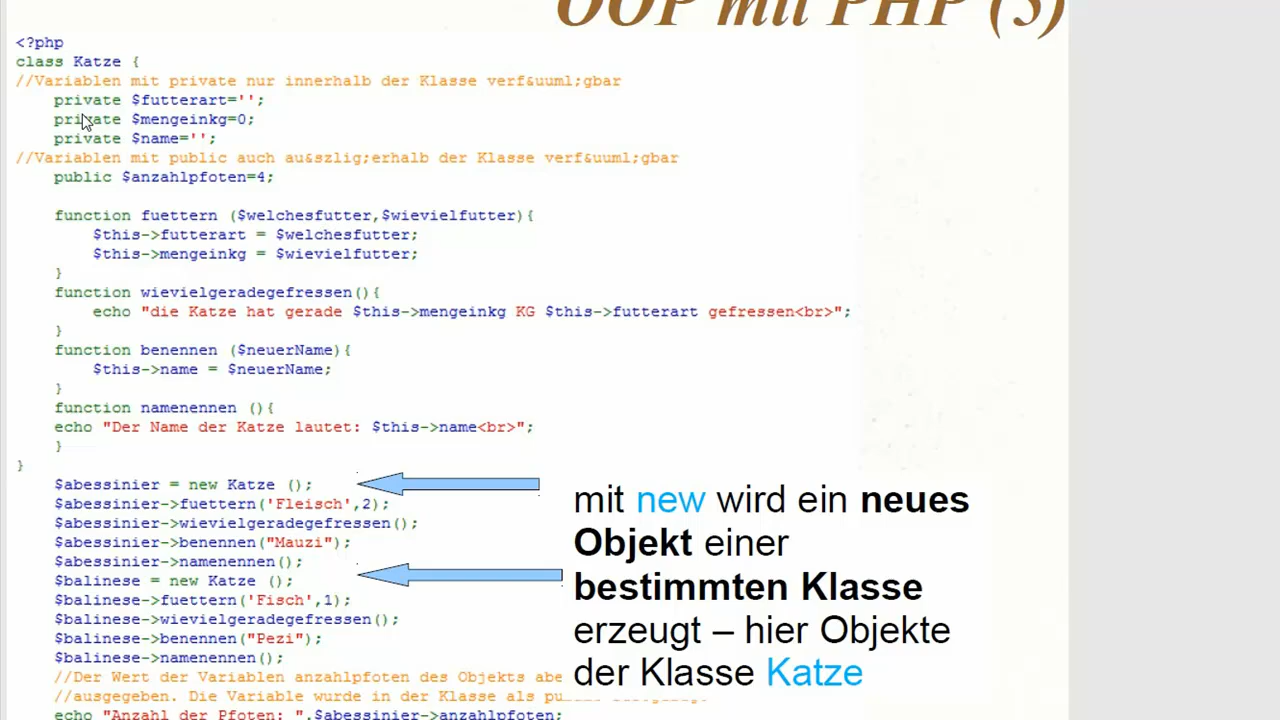 OOP mit PHP (3)
<?php
class Katze {
//Variablen mit private nur innerhalb der Klasse verf&uuml;gbar
private $futterart='';
private $mengeinkg=0;
private $name='';
//Variablen mit public auch au&szlig;erhalb der Klasse verf&uuml;gbar
public $anzahlpfoten=4;
function fuettern ($welchesfutter,$wievielfutter){
$this->futterart = $welchesfutter;
$this->mengeinkg = $wievielfutter;
}
function wievielgeradegefressen(){
echo "die Katze hat gerade $this->mengeinkg KG $this->futterart gefressen<br>";
}
function benennen ($neuerName){
$this->name = $neuerName;
}
function namenennen (){
echo "Der Name der Katze lautet: $this->name<br>";
}
}
$abessinier = new Katze ();
$abessinier->fuettern('Fleisch',2);
$abessinier->wievielgeradegefressen();
$abessinier->benennen("Mauzi");
$abessinier->namenennen();
$balinese = new Katze ();
$balinese->fuettern('Fisch',1);
$balinese->wievielgeradegefressen();
$balinese->benennen("Pezi");
$balinese->namenennen();
//Der Wert der Variablen anzahlpfoten des Objekts abe
//ausgegeben. Die Variable wurde in der Klasse als
echo "Anzahl der Pfoten: ".$abessinier->anzahlpfoten;
mit new wird ein neues
Objekt einer
bestimmten Klasse
erzeugt – hier Objekte
der Klasse Katze